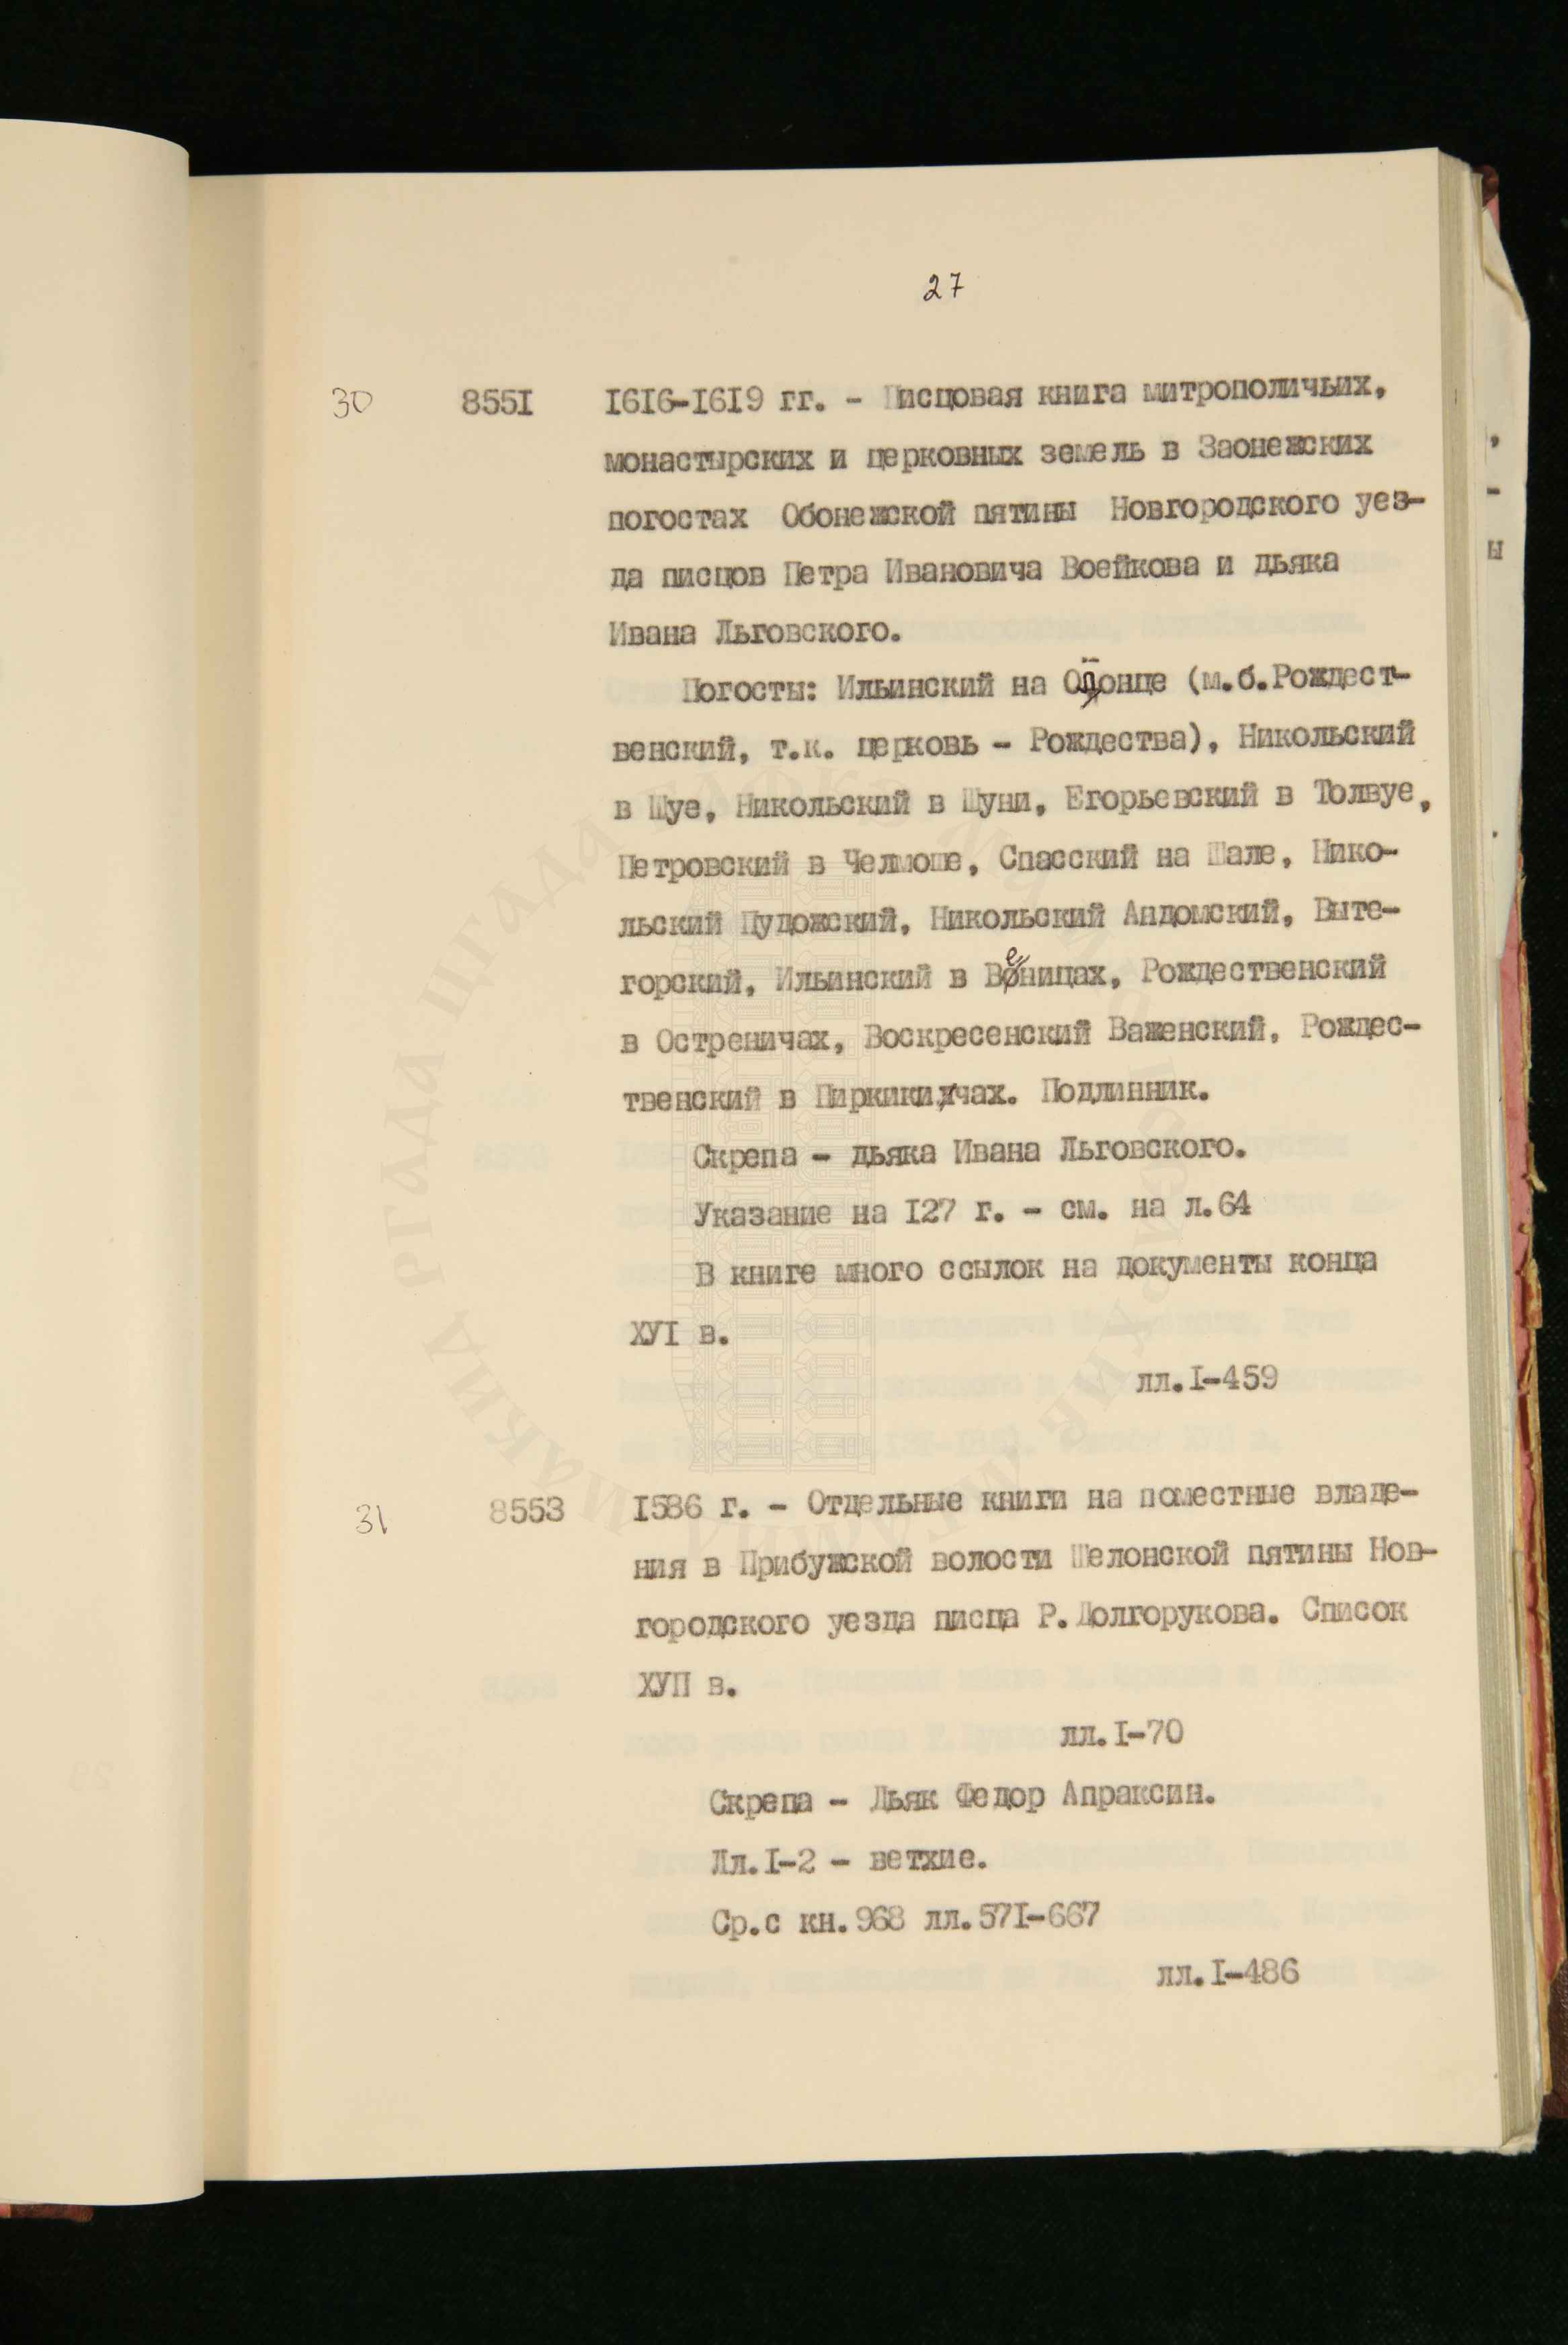 27
30 8551 1616-1619 гг. - Писцовая книга митрополичьих,
монастырских и церковных земель в Заонежских
погостах Обонежской пятины Новгородского уез-
да писцов Петра Ивановича Воейкова и дьяка
Ивана Льговского.
Погосты: Ильинский на Олонце (м.б.Рождест-
венский, т.к. церковь - Рождества), Никольский
в Шуе, Никольский в Шуни, Егорьевский в Толвуе,
Петровский в Челмоше, Спасский на Шале, Нико-
льский Пудожский, Никольский Андомский, Выте-
горский, Ильинский в Веницах, Рождественский
в Остреничах, Воскресенский Важенский, Рождес-
твенский в Пиркиничах. Подлинник.
Скрепа - дьяка Ивана Льговского.
Указание на 127 г. - см. на л.64
В книге много ссылок на документы конца
ХУI в.
лл.I-459
31 8553 1586 г. - Отдельные книги на поместные владе-
ния в Прибужской волости Шелонской пятины Нов-
городского уезда писца Р.Долгорукова. Список
ХУП в.
лл.I-70
Скрепа - Дьяк Федор Апраксин.
Лл.I-2 - ветхие.
Ср.с кн.968 лл.571-667
лл.I-486